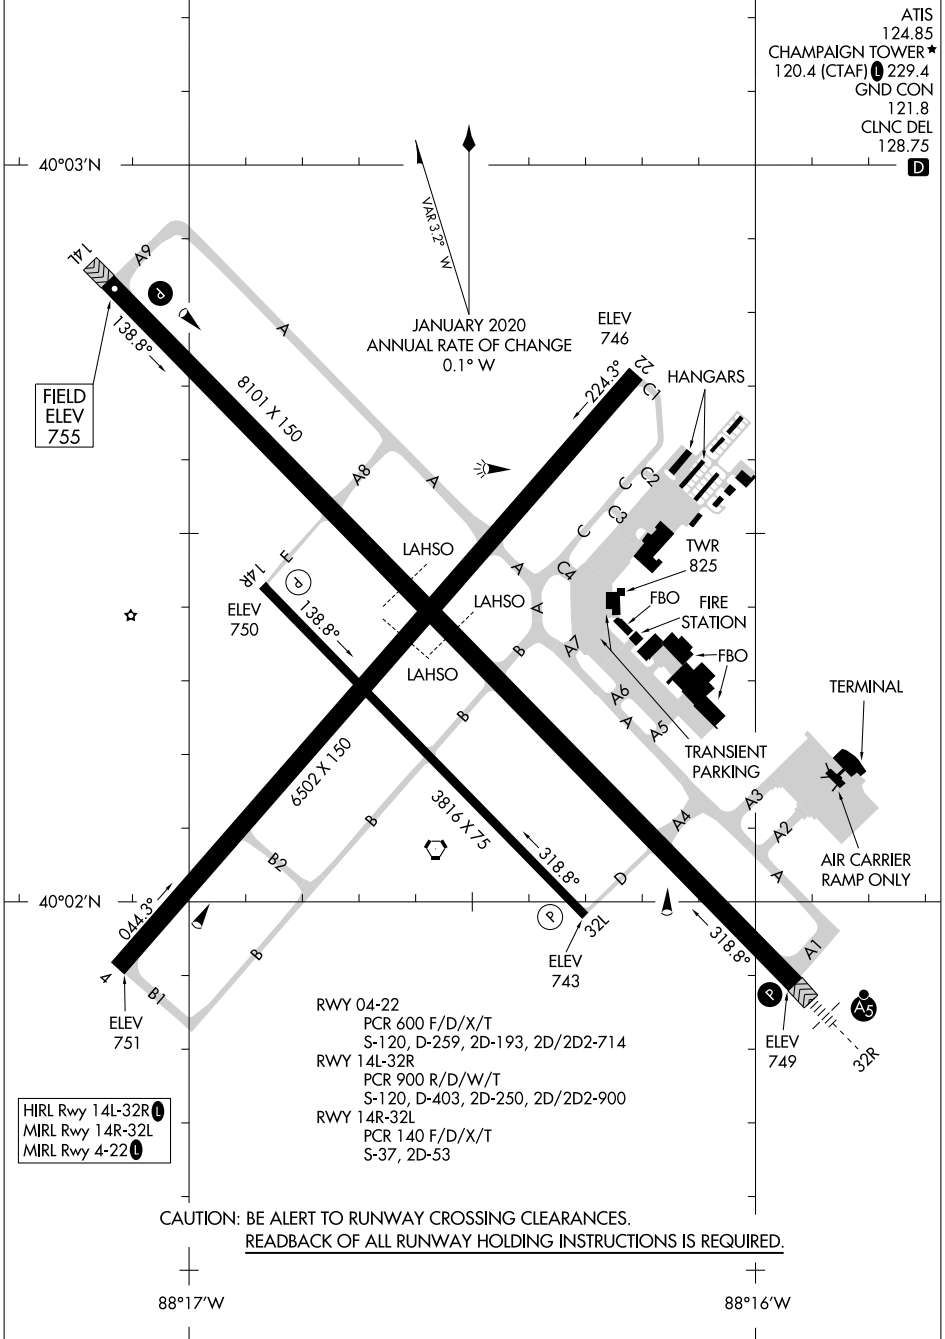 ATIS
124.85
CHAMPAIGN TOWER★
120.4 (CTAF) L 229.4
GND CON
121.8
CLNC DEL
128.75
D
40°03'N
VAR 3.2° W
JANUARY 2020
ANNUAL RATE OF CHANGE
0.1° W
14L
A9
P
A
138.8°
FIELD
ELEV
755
8101 X 150
ELEV
746
22
224.3°
C1
HANGARS
A8
A
C
C2
C3
C
LAHSO
TWR
825
E
14R
P
A
C4
ELEV
750
138.8°
LAHSO
A
FBO
FIRE
STATION
B
A7
FBO
LAHSO
A6
TERMINAL
B
A
A5
TRANSIENT
PARKING
6502 X 150
3816 X 75
A3
A4
A2
B
B2
318.8°
D
A
AIR CARRIER
RAMP ONLY
40°02'N
044.3°
P
32L
318.8°
A1
B
4
B1
ELEV
743
P
A5
ELEV
751
ELEV
749
32R
RWY 04-22
PCR 600 F/D/X/T
S-120, D-259, 2D-193, 2D/2D2-714
RWY 14L-32R
PCR 900 R/D/W/T
S-120, D-403, 2D-250, 2D/2D2-900
RWY 14R-32L
PCR 140 F/D/X/T
S-37, 2D-53
HIRL Rwy 14L-32R L
MIRL Rwy 14R-32L
MIRL Rwy 4-22 L
CAUTION: BE ALERT TO RUNWAY CROSSING CLEARANCES.
READBACK OF ALL RUNWAY HOLDING INSTRUCTIONS IS REQUIRED.
88°17'W
88°16'W